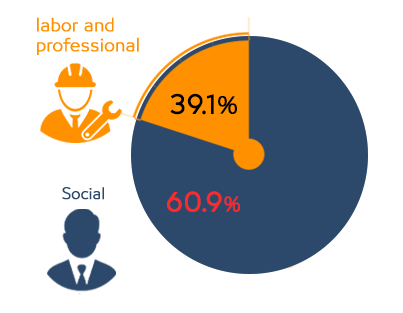 labor and
professional
39.1%
Social
60.9%